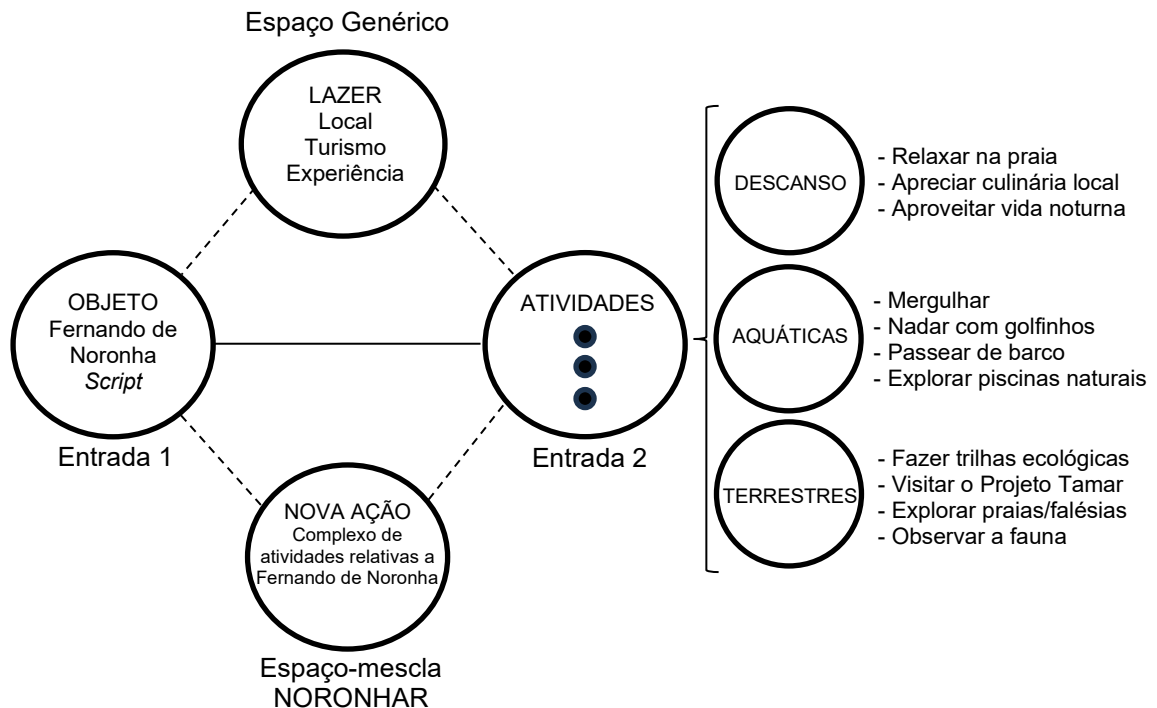 Espaço Genérico
LAZER
Local
Turismo
Experiência
OBJETO
Fernando de
Noronha
Script
Entrada 1
ATIVIDADES
Entrada 2
NOVA AÇÃO
Complexo de
atividades relativas a
Fernando de Noronha
Espaço-mescla
NORONHAR
DESCANSO
- Relaxar na praia
- Apreciar culinária local
- Aproveitar vida noturna
AQUÁTICAS
- Mergulhar
- Nadar com golfinhos
- Passear de barco
- Explorar piscinas naturais
TERRESTRES
- Fazer trilhas ecológicas
- Visitar o Projeto Tamar
- Explorar praias/falésias
- Observar a fauna